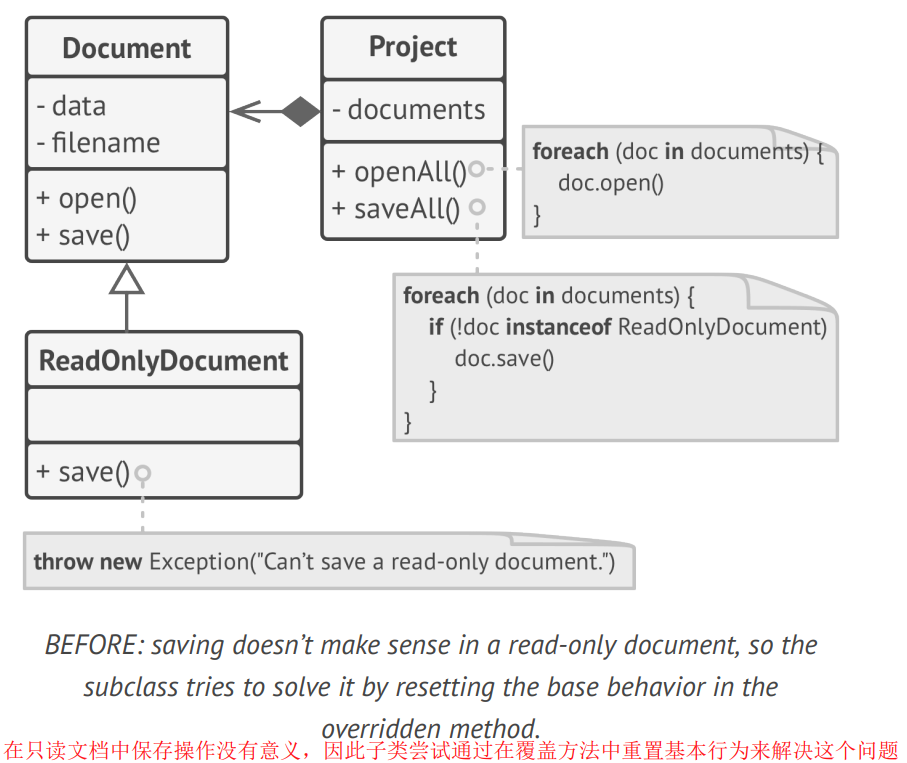 Document
- data
- filename
+ open()
+ save()
Project
- documents
+ openAll()
+ saveAll()
foreach (doc in documents) {
doc.open()
}
foreach (doc in documents) {
if (!doc instanceof ReadOnlyDocument)
doc.save()
}
}
ReadOnlyDocument
+ save()
throw new Exception("Can’t save a read-only document.")
BEFORE: saving doesn’t make sense in a read-only document, so the
subclass tries to solve it by resetting the base behavior in the
overridden method.
在只读文档中保存操作没有意义，因此子类尝试通过在覆盖方法中重置基本行为来解决这个问题